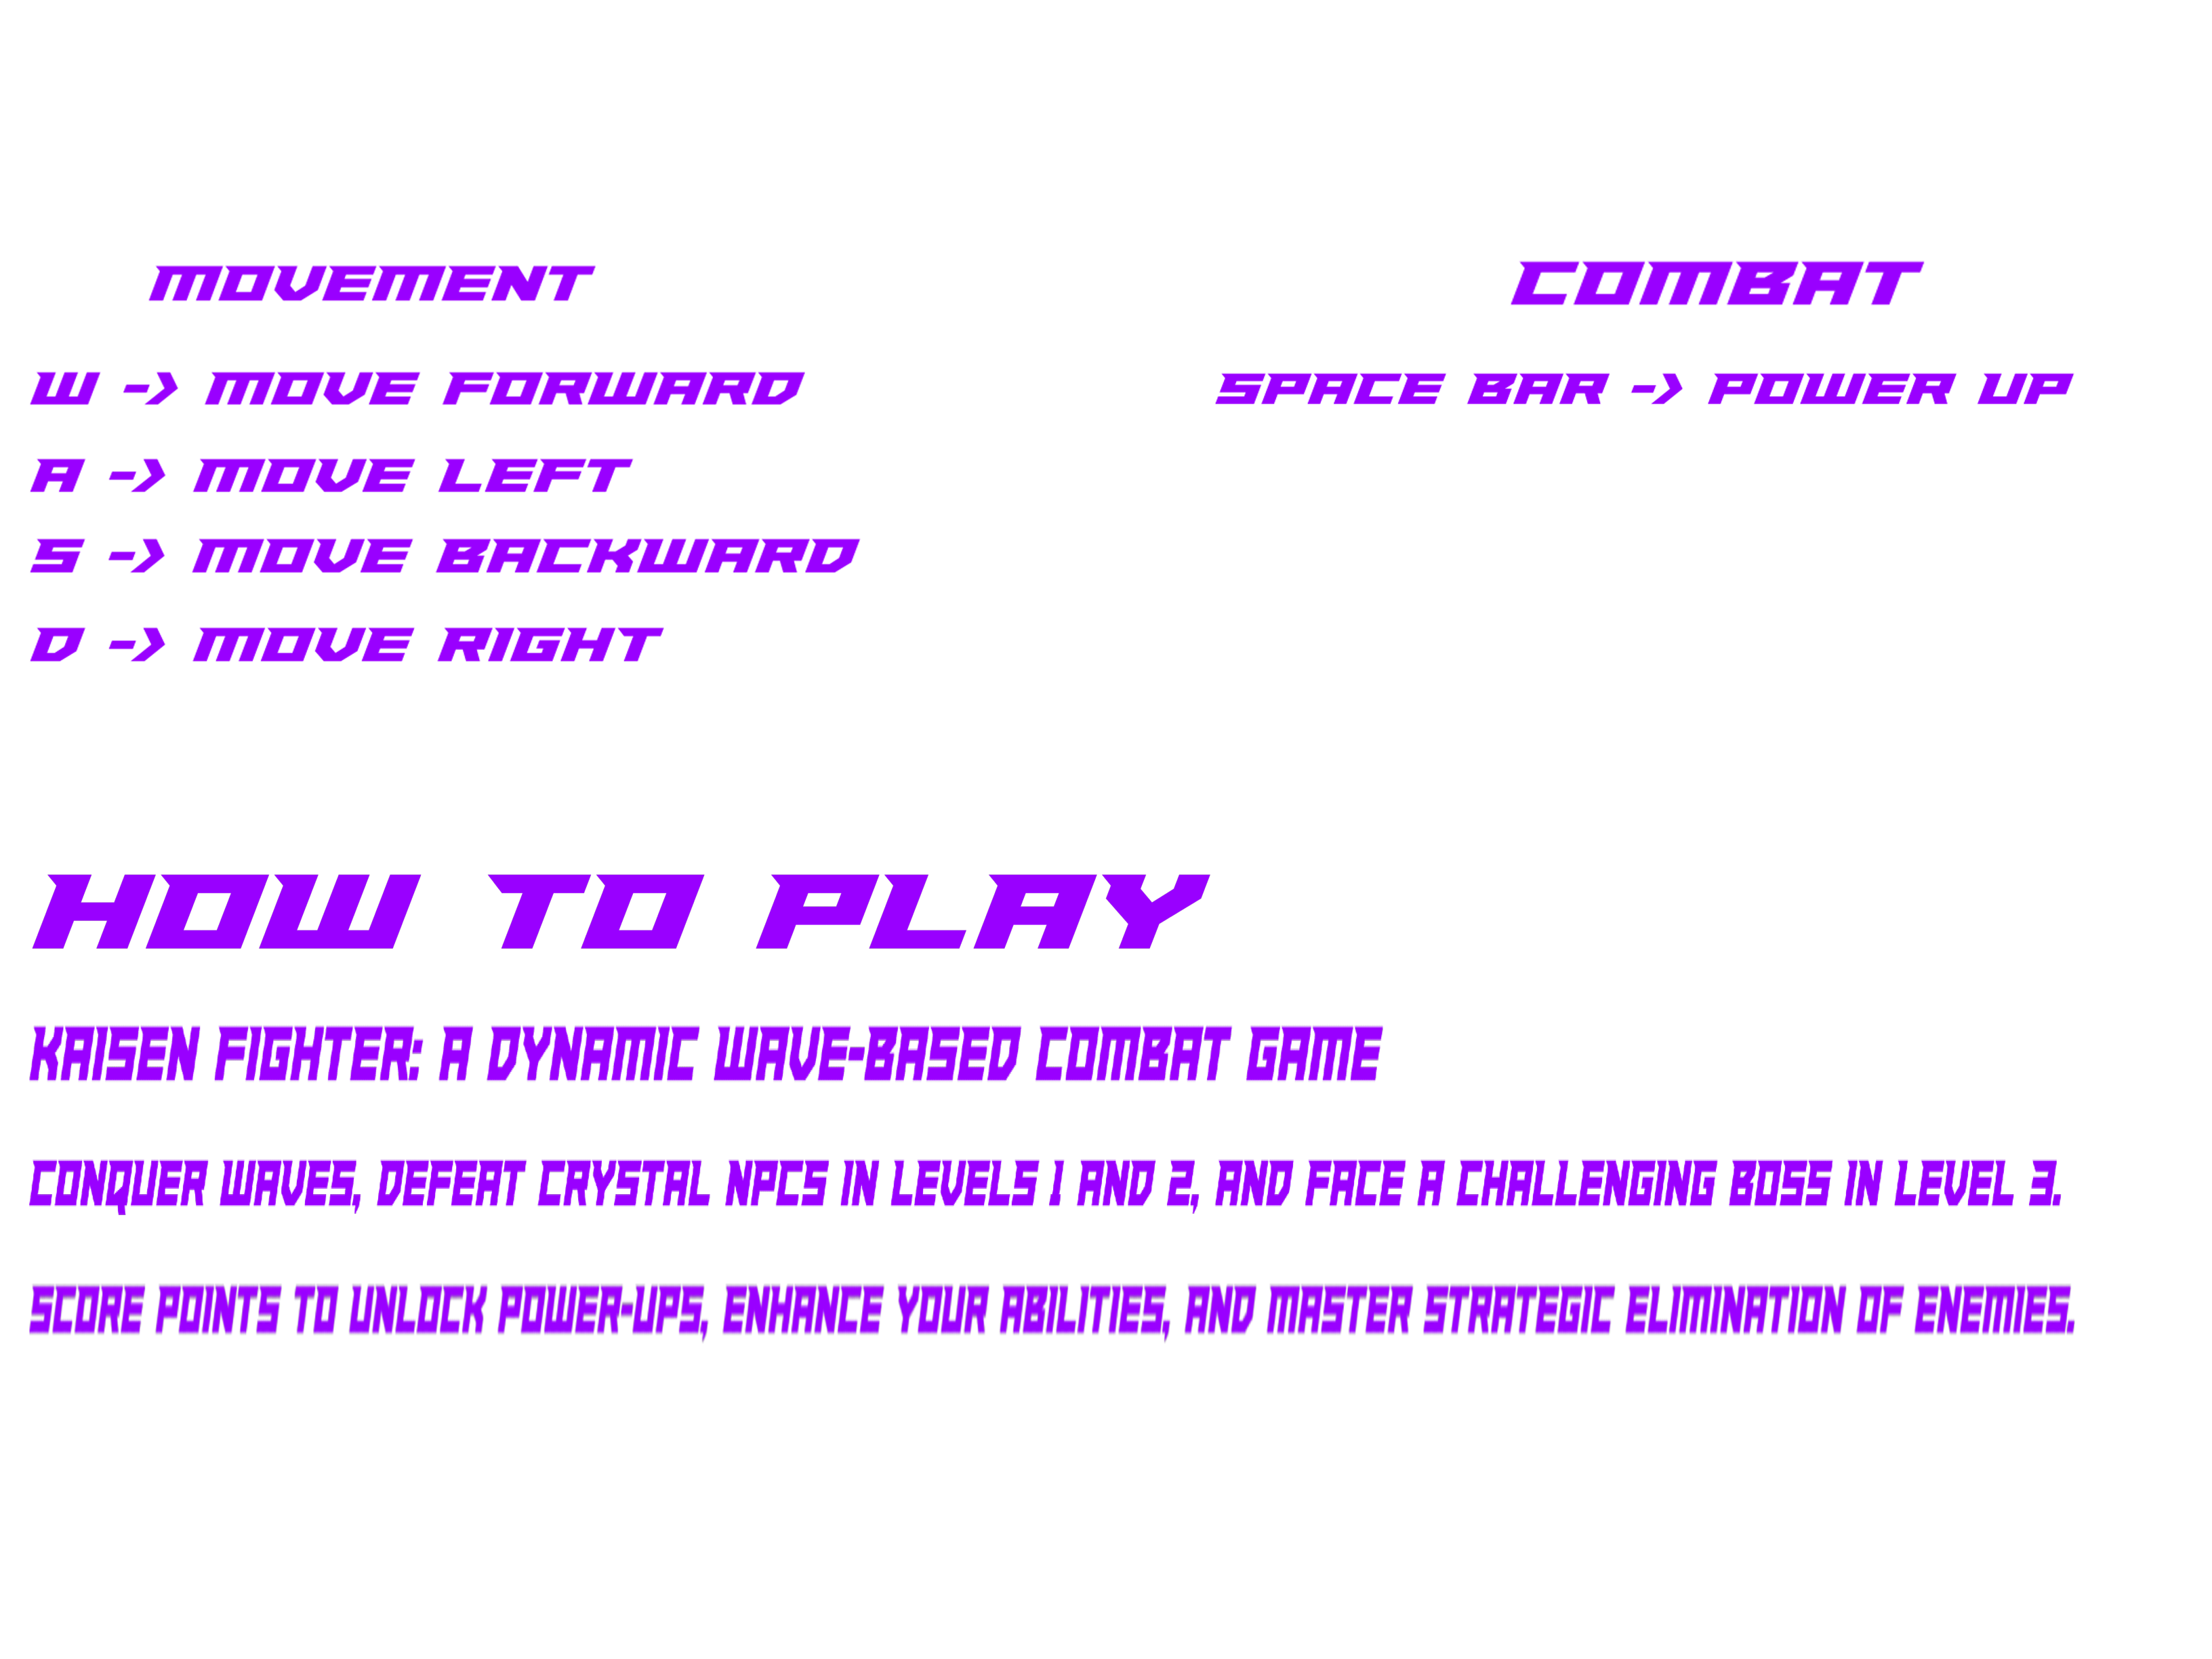 MOVEMENT
W -> MOVE FORWARD
A -> MOVE LEFT
S -> MOVE BACKWARD
D -> MOVE RIGHT
COMBAT
SPACE BAR -> POWER UP
HOW TO PLAY
KAISEN FIGHTER: A DYNAMIC WAVE-BASED COMBAT GAME
CONQUER WAVES, DEFEAT CRYSTAL NPCS IN LEVELS 1 AND 2, AND FACE A CHALLENGING BOSS IN LEVEL 3.
SCORE POINTS TO UNLOCK POWER-UPS, ENHANCE YOUR ABILITIES, AND MASTER STRATEGIC ELIMINATION OF ENEMIES.